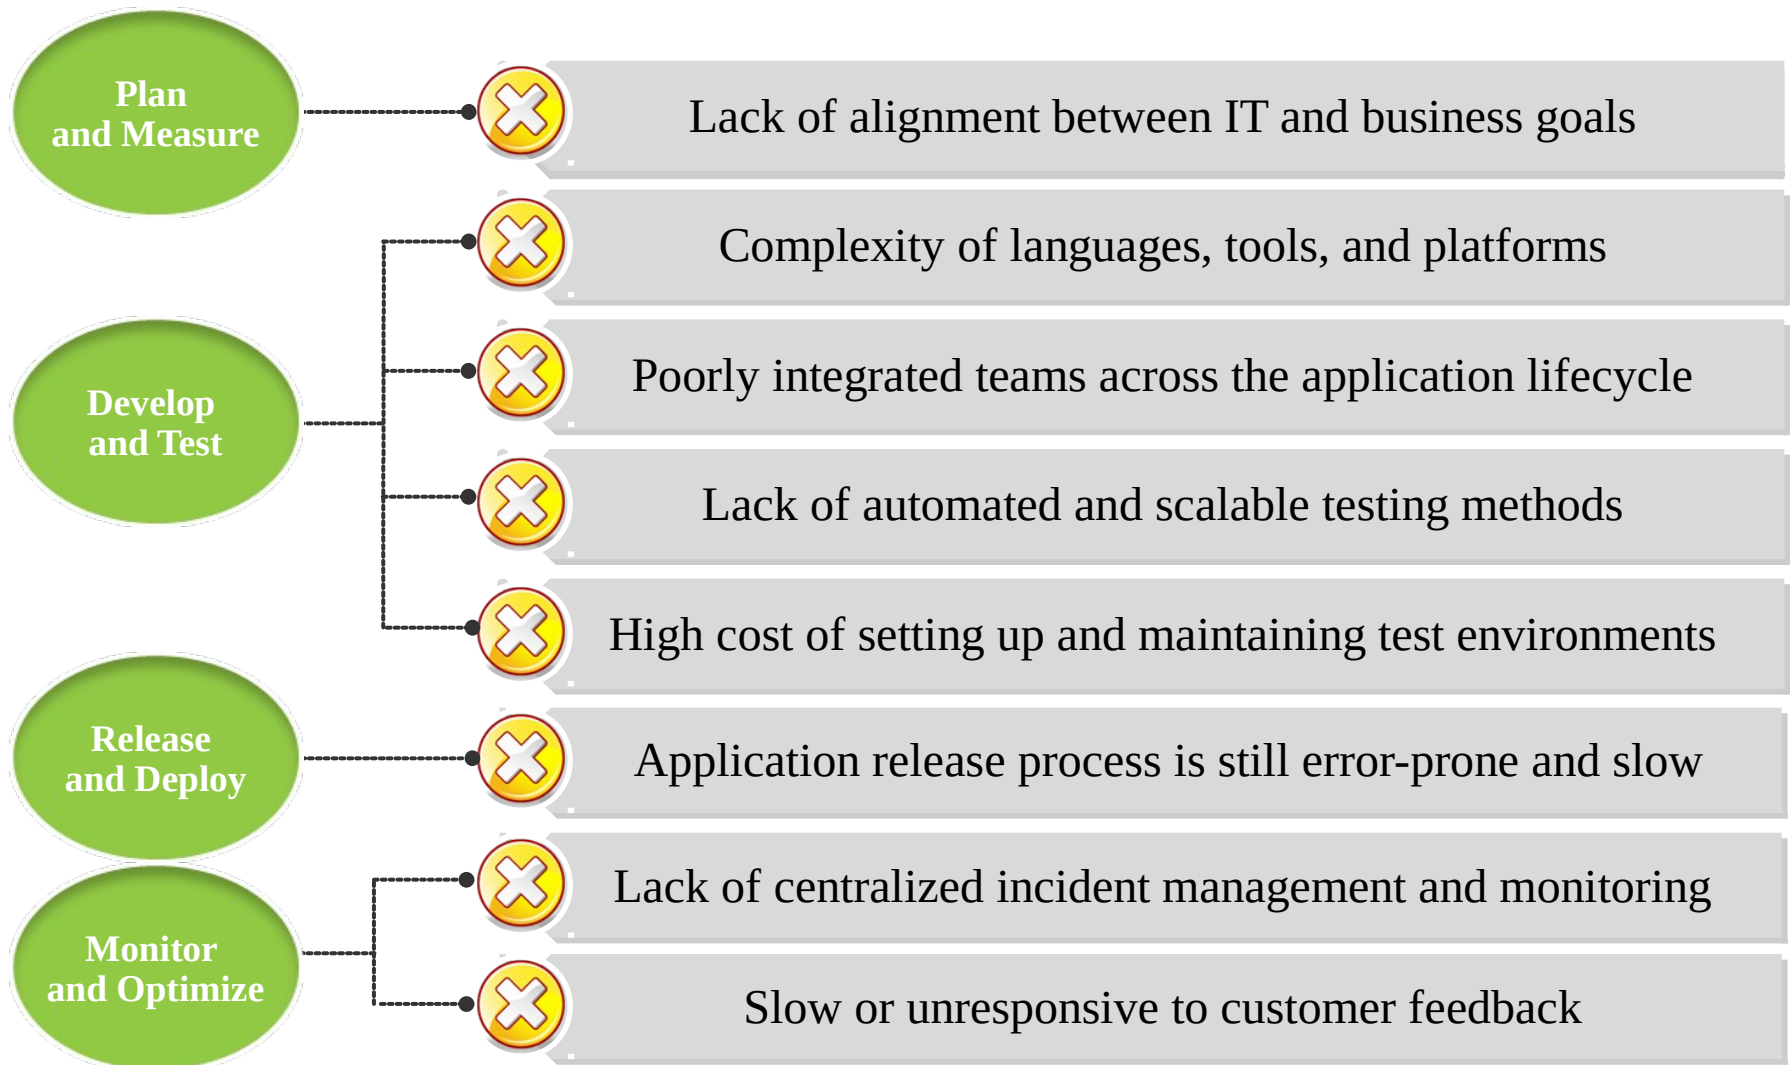 Plan
and Measure
Lack of alignment between IT and business goals
Complexity of languages, tools, and platforms
Develop
and Test
Poorly integrated teams across the application lifecycle
Lack of automated and scalable testing methods
High cost of setting up and maintaining test environments
Release
and Deploy
Application release process is still error-prone and slow
Monitor
and Optimize
Lack of centralized incident management and monitoring
Slow or unresponsive to customer feedback